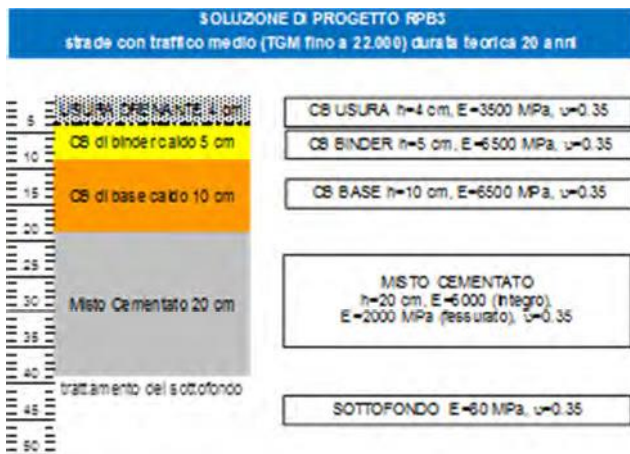 SOLUZIONE DI PROGETTO RPB3
strade con traffico medio (TGM fino a 22.000) durata teorica 20 anni
USURA DRENANTE 4 cm
CB USURA h=4 cm, E=3500 MPa, υ=0.35
5
CB di binder caldo 5 cm
CB BINDER h=5 cm, E=6500 MPa, υ=0.35
10
CB di base caldo 10 cm
CB BASE h=10 cm, E=6500 MPa, υ=0.35
15
20
25
Misto Cementato 20 cm
MISTO CEMENTATO
h=20 cm, E=6000 (integro),
E=2000 MPa (fessurato), υ=0.35
30
35
40
trattamento del sottofondo
SOTTOFONDO E=60 MPa, υ=0.35
45
50